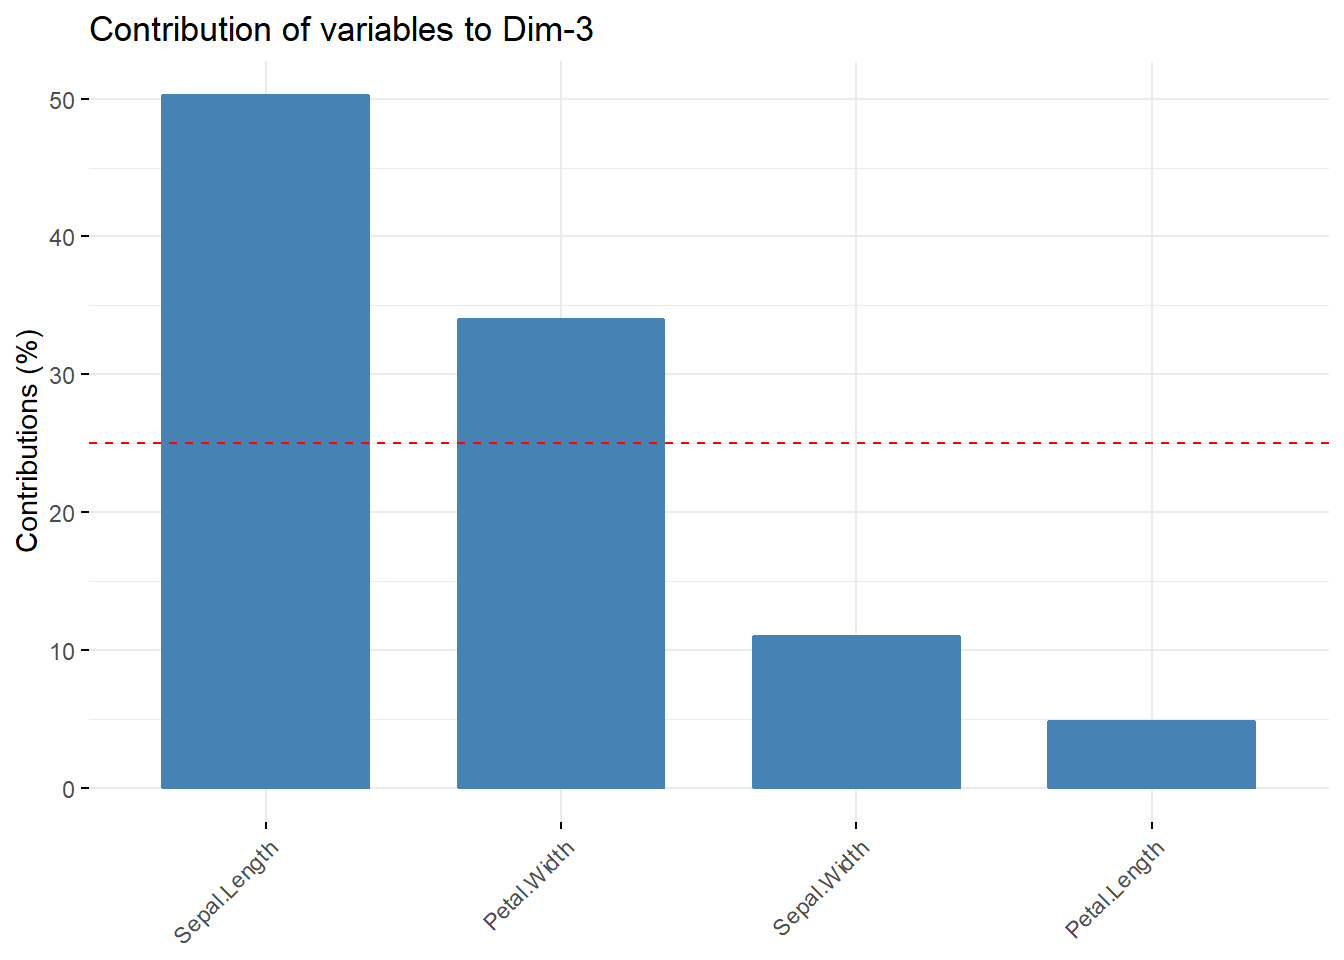 Contribution of variables to Dim-3
Contributions (%)
50
40
30
20
10
0
Sepal.Length
Petal.Width
Sepal.Width
Petal.Length